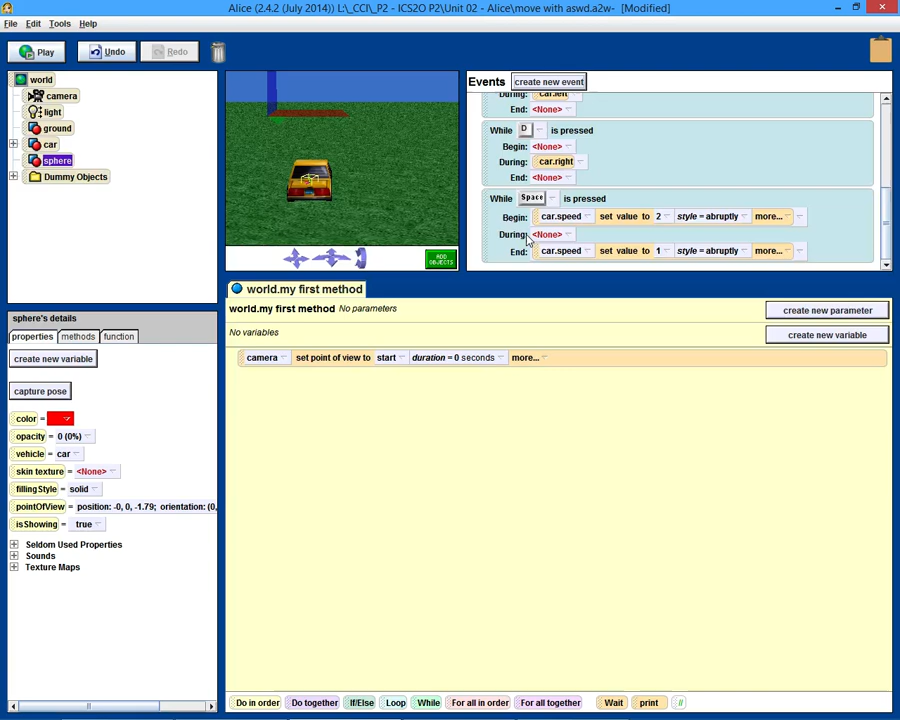 Alice (2.4.2 (July 2014)) L:\_CCI\_P2 - ICS2O P2\Unit 02 - Alice\move with aswd.a2w- [Modified]
File Edit Tools Help
Play Undo Redo
world
camera
light
ground
car
sphere
Dummy Objects
ADD OBJECTS
Events create new event
During: car.left
End: <None>
While D is pressed
Begin: <None>
During: car.right
End: <None>
While Space is pressed
Begin: car.speed set value to 2 style = abruptly more...
During: <None>
End: car.speed set value to 1 style = abruptly more...
sphere's details
properties methods function
create new variable
capture pose
color =
opacity = 0 (0%)
vehicle = car
skin texture = <None>
fillingStyle = solid
pointOfView = position: -0, 0, -1.79; orientation: (0,
isShowing = true
Seldom Used Properties
Sounds
Texture Maps
world.my first method
world.my first method No parameters create new parameter
No variables create new variable
camera set point of view to start duration = 0 seconds more...
Do in order Do together If/Else Loop While For all in order For all together Wait print //